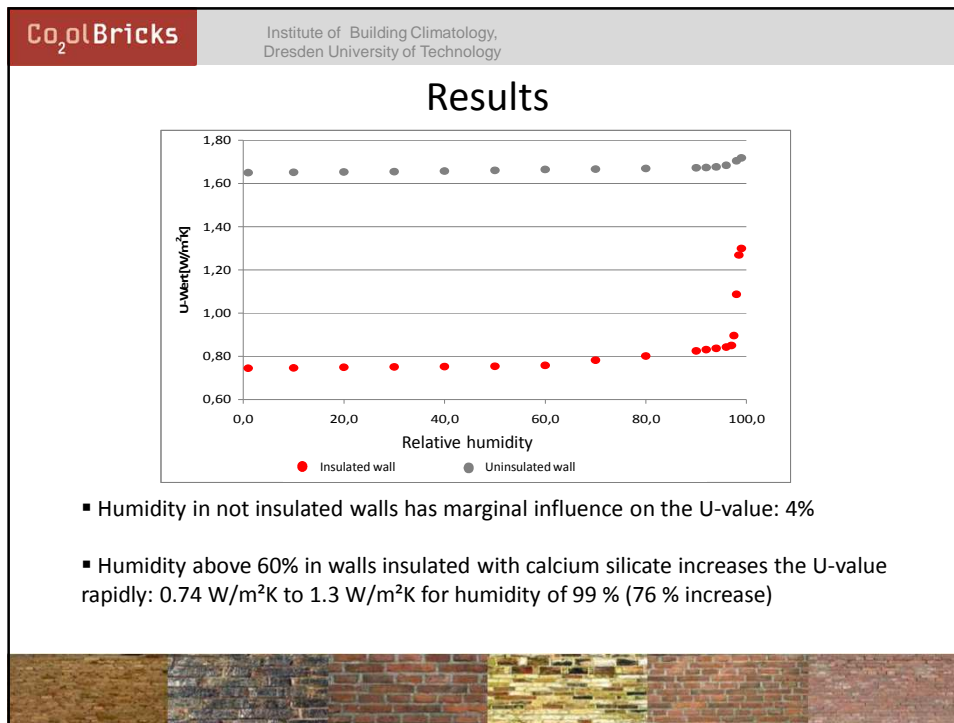 Co₂olBricks
Institute of Building Climatology,
Dresden University of Technology
Results
1,80
1,60
1,40
1,20
1,00
0,80
0,60
U-Wert[W/m²K]
0,0 20,0 40,0 60,0 80,0 100,0
Relative humidity
Insulated wall Uninsulated wall
▪ Humidity in not insulated walls has marginal influence on the U-value: 4%
▪ Humidity above 60% in walls insulated with calcium silicate increases the U-value
rapidly: 0.74 W/m²K to 1.3 W/m²K for humidity of 99 % (76 % increase)